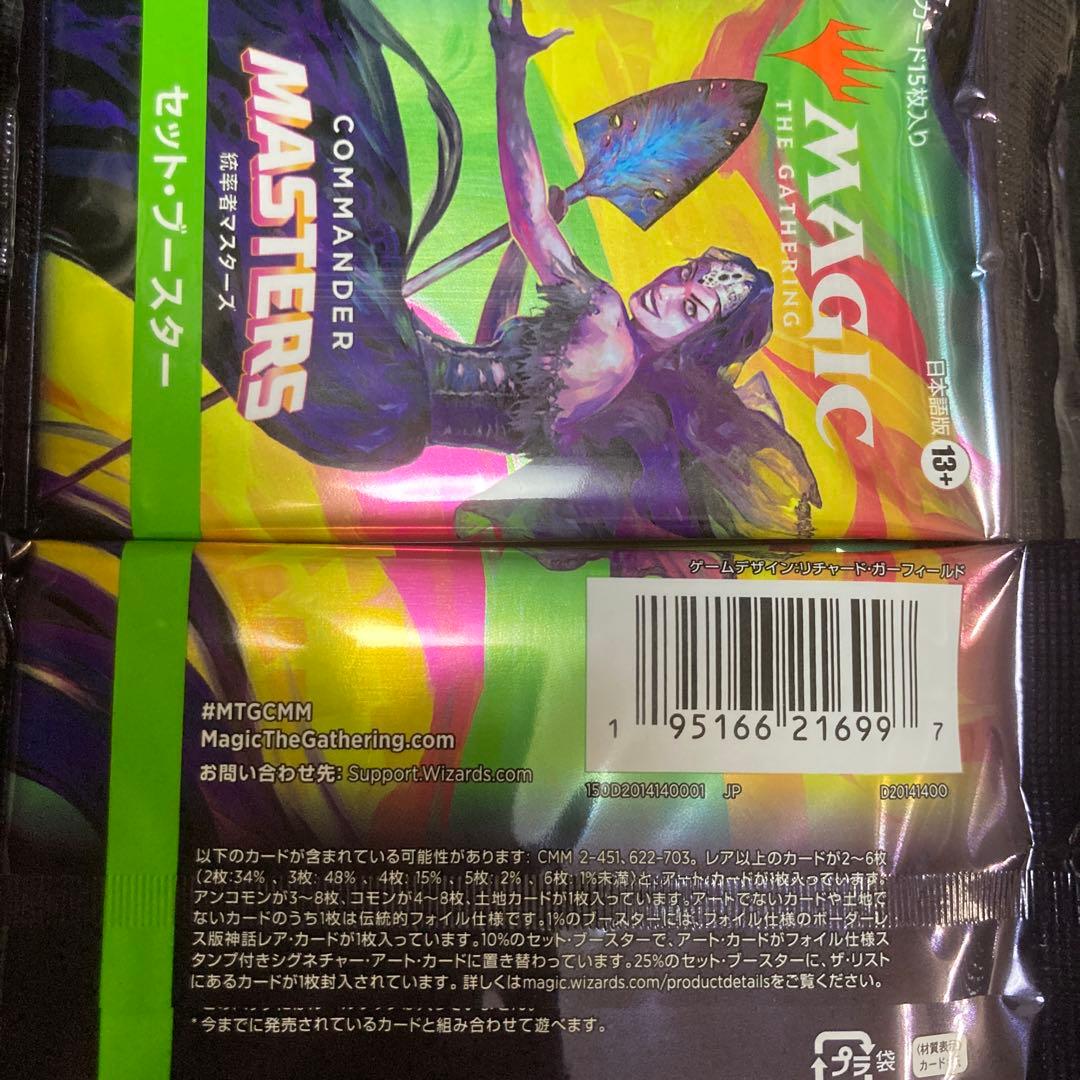 カード15枚入り
MAGIC
THE GATHERING
日本語版
13+
COMMANDER
MASTERS
統率者マスターズ
セット・ブースター
ゲームデザイン:リチャード・ガーフィールド
1 95166 21699 7
#MTGCMM
MagicTheGathering.com
お問い合わせ先: Support.Wizards.com
150D2014140001 JP D20141400
以下のカードが含まれている可能性があります: CMM 2-451、622-703。レア以上のカードが2～6枚
(2枚:34% 、3枚: 48% 、4枚: 15% 、5枚: 2% 、6枚: 1%未満)と、アート・カードが1枚入っています。
アンコモンが3～8枚、コモンが4～8枚、土地カードが1枚入っています。アートでないカードや土地で
ないカードのうち1枚は伝統的フォイル仕様です。1%のブースターには、フォイル仕様のボーダーレ
ス版神話レア・カードが1枚入っています。10%のセット・ブースターで、アート・カードがフォイル仕様ス
タンプ付きシグネチャー・アート・カードに置き替わっています。25%のセット・ブースターに、ザ・リスト
にあるカードが1枚封入されています。詳しくはmagic.wizards.com/productdetailsをご覧ください。
*今までに発売されているカードと組み合わせて遊べます。
プラ
袋
(材質表示)